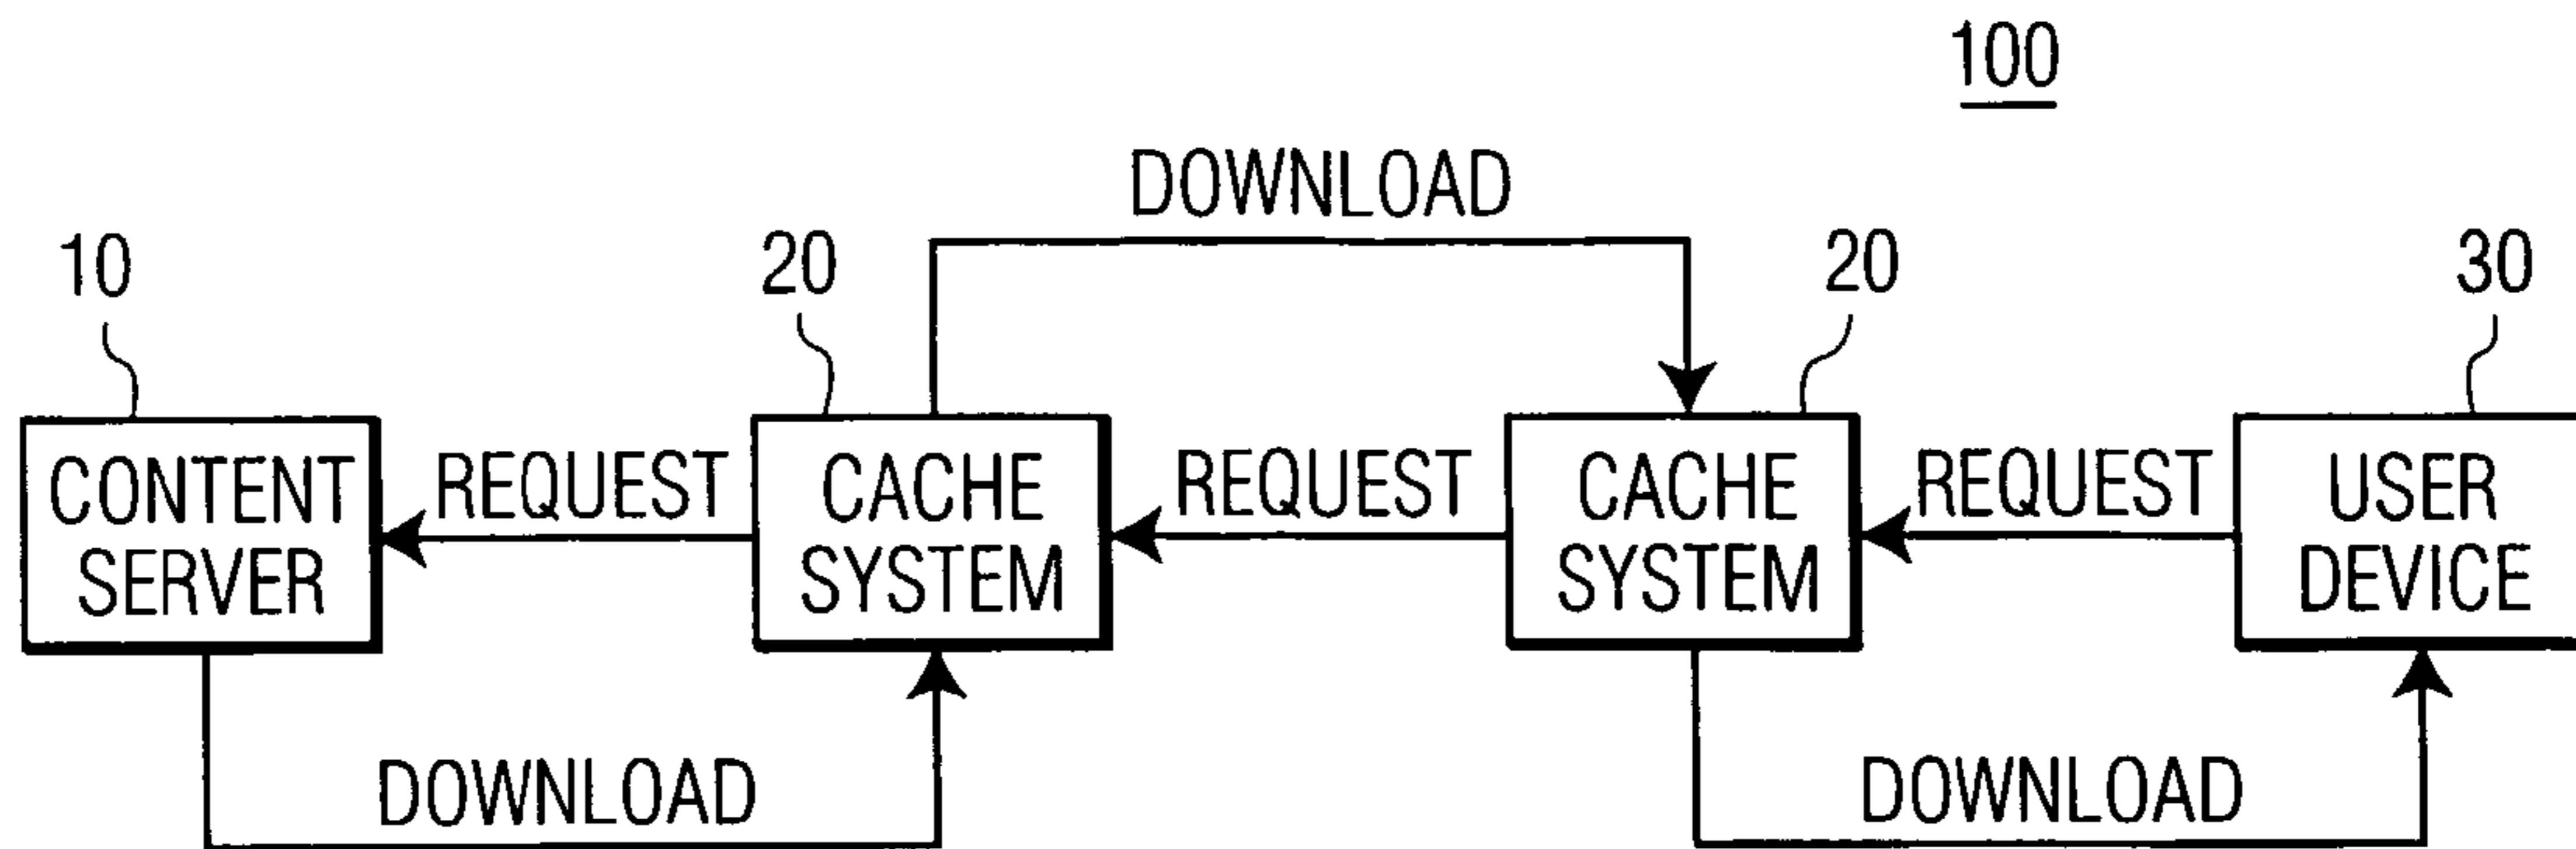 100
DOWNLOAD
10
20
20
30
CONTENT
SERVER
REQUEST
CACHE
SYSTEM
REQUEST
CACHE
SYSTEM
REQUEST
USER
DEVICE
DOWNLOAD
DOWNLOAD